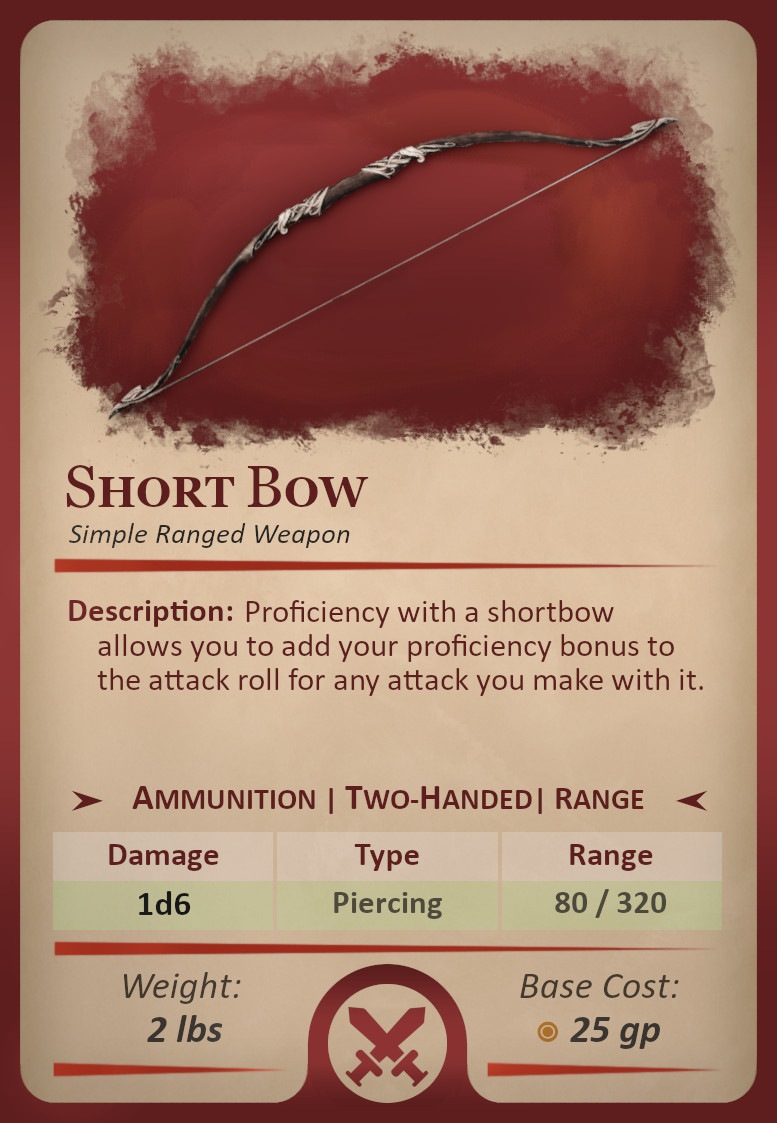 Short Bow
Simple Ranged Weapon
Description: Proficiency with a shortbow
allows you to add your proficiency bonus to
the attack roll for any attack you make with it.
Ammunition | Two-Handed| Range
Damage Type Range
1d6 Piercing 80 / 320
Weight: Base Cost:
2 lbs 25 gp